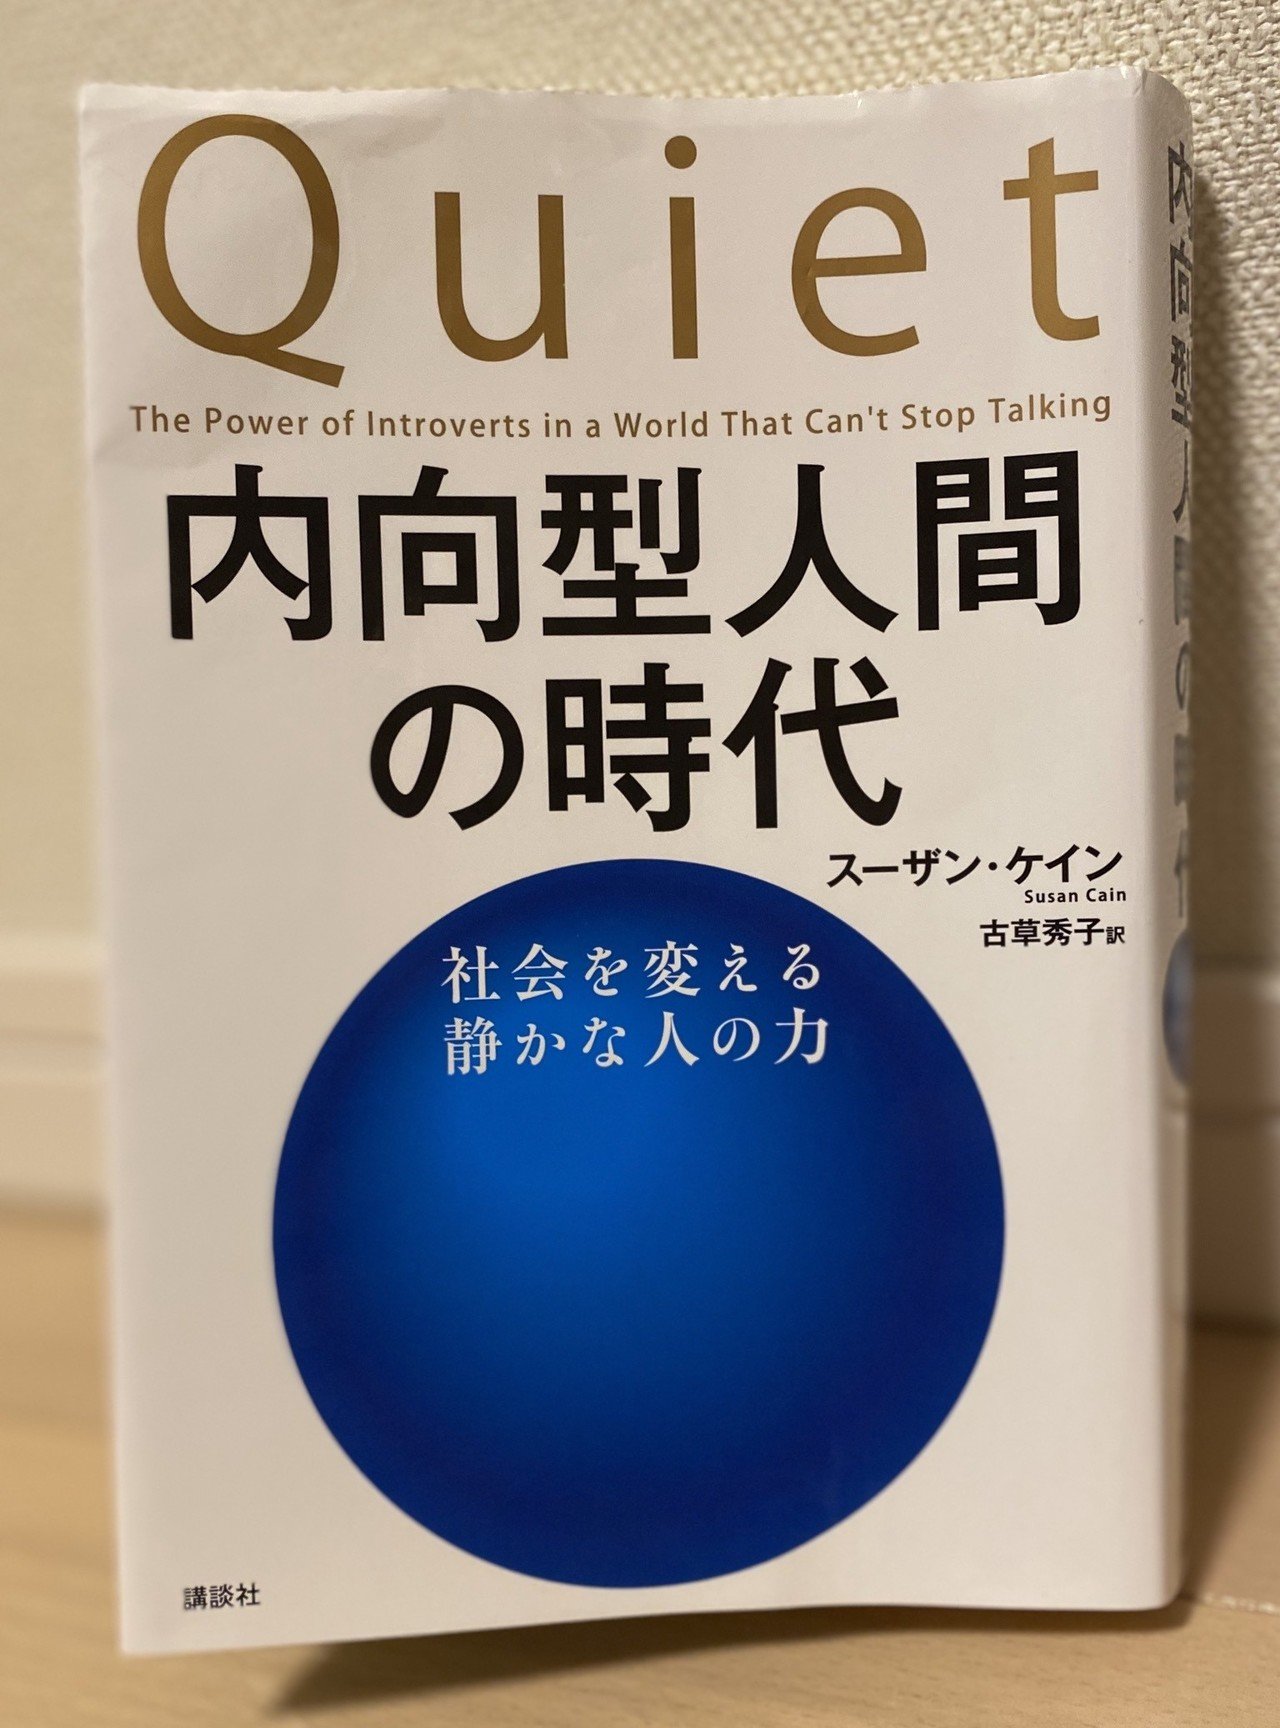 Quiet
The Power of Introverts in a World That Can't Stop Talking
内向型人間
の時代
スーザン・ケイン
Susan Cain
古草秀子訳
社会を変える
静かな人の力
講談社
内向型人間の時代